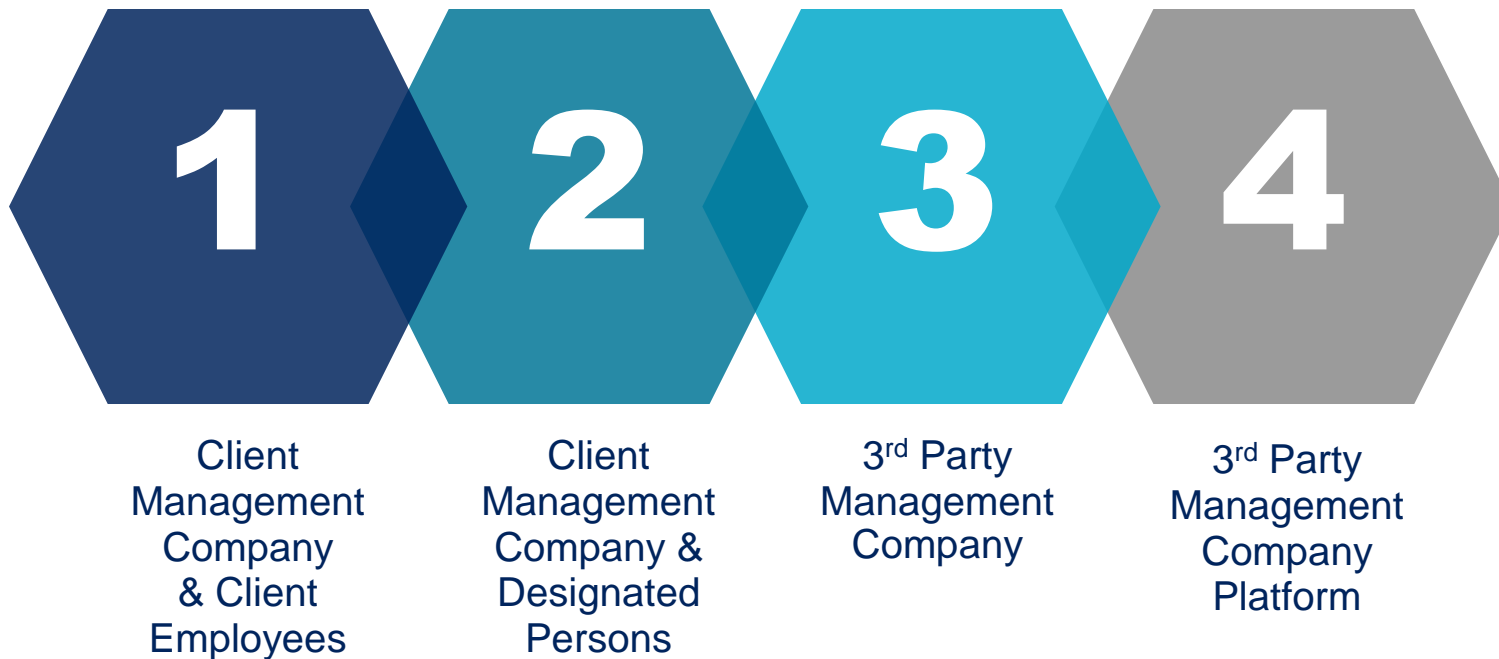 1
2
3
4
Client
Management
Company
& Client
Employees
Client
Management
Company &
Designated
Persons
3rd Party
Management
Company
3rd Party
Management
Company
Platform